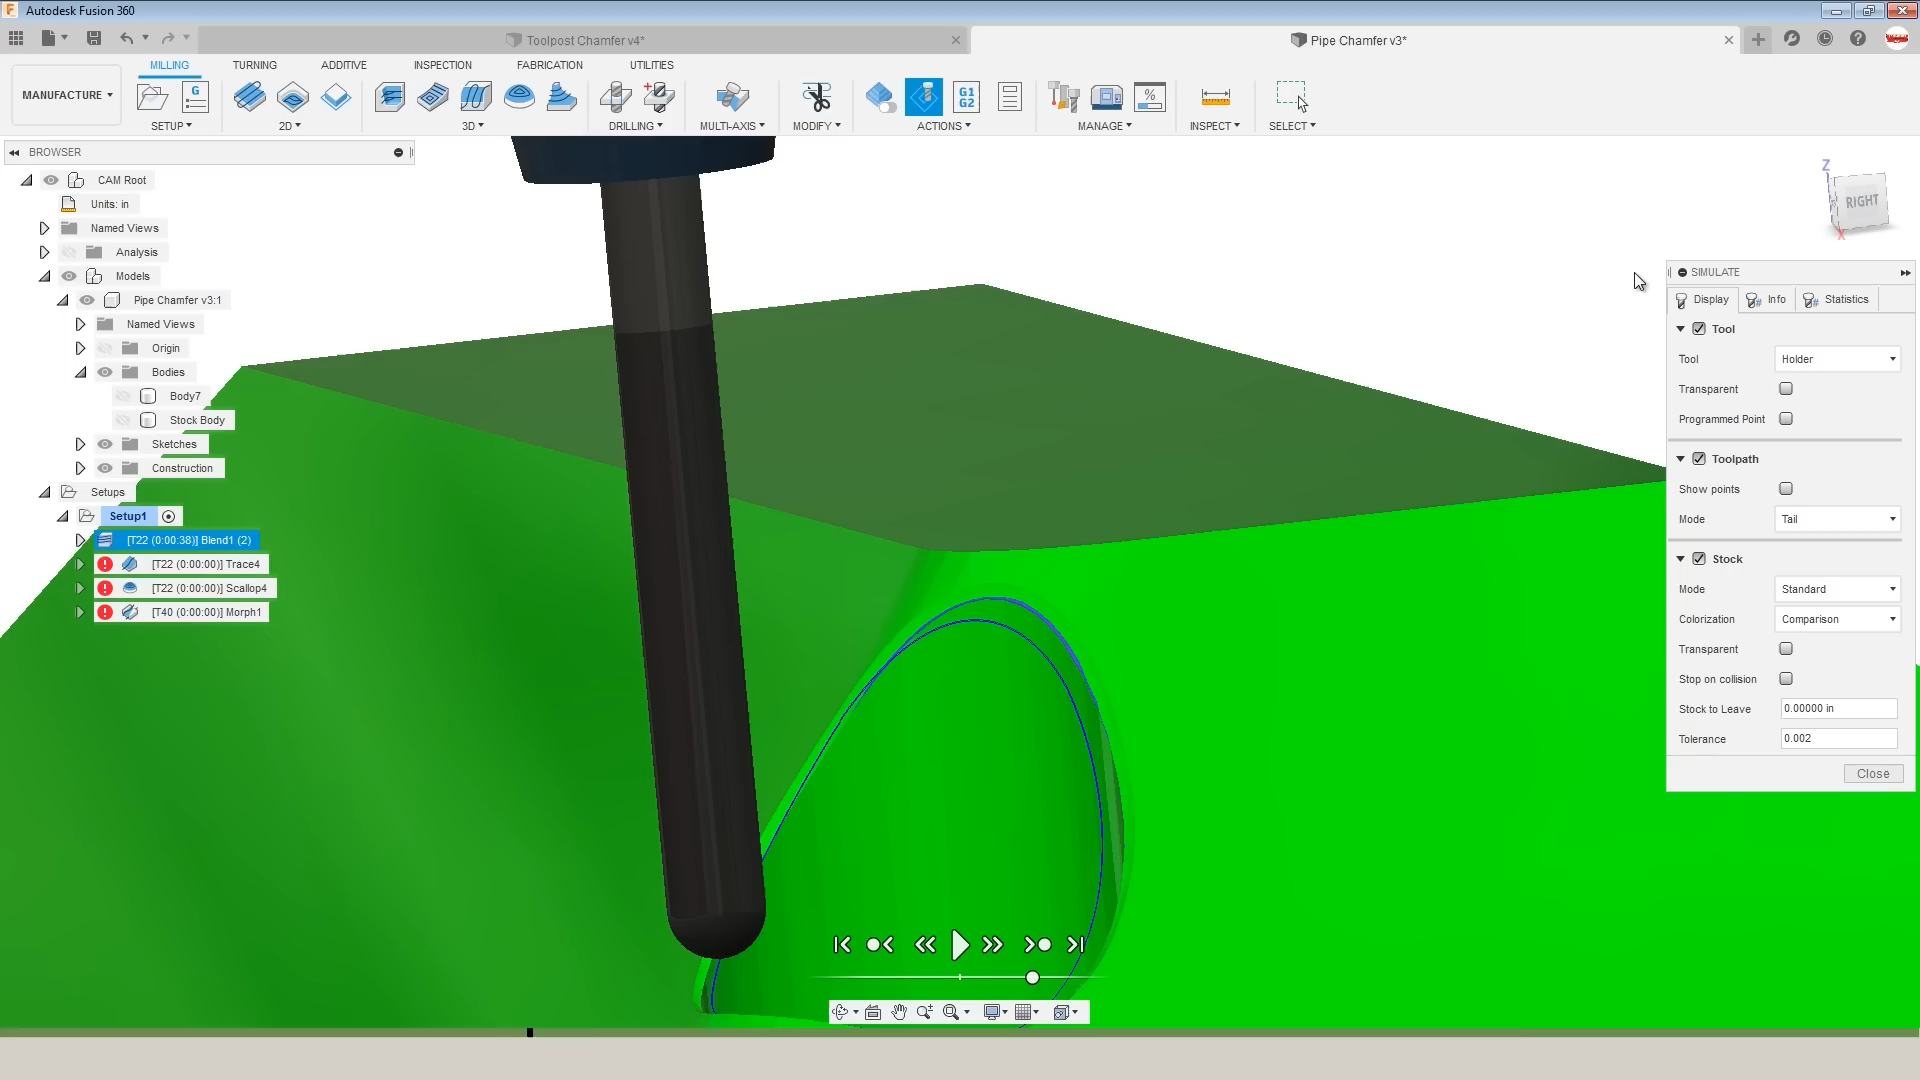 Autodesk Fusion 360
Toolpost Chamfer v4*
Pipe Chamfer v3*
MILLING TURNING ADDITIVE INSPECTION FABRICATION UTILITIES
MANUFACTURE
G
G1
G2
%
SETUP 2D 3D DRILLING MULTI-AXIS MODIFY ACTIONS MANAGE INSPECT SELECT
BROWSER
CAM Root
Units: in
Named Views
Analysis
Models
Pipe Chamfer v3:1
Named Views
Origin
Bodies
Body7
Stock Body
Sketches
Construction
Setups
Setup1
[T22 (0:00:38)] Blend1 (2)
[T22 (0:00:00)] Trace4
[T22 (0:00:00)] Scallop4
[T40 (0:00:00)] Morph1
Z
RIGHT
X
SIMULATE
Display Info Statistics
Tool
Tool Holder
Transparent
Programmed Point
Toolpath
Show points
Mode Tail
Stock
Mode Standard
Colorization Comparison
Transparent
Stop on collision
Stock to Leave 0.00000 in
Tolerance 0.002
Close